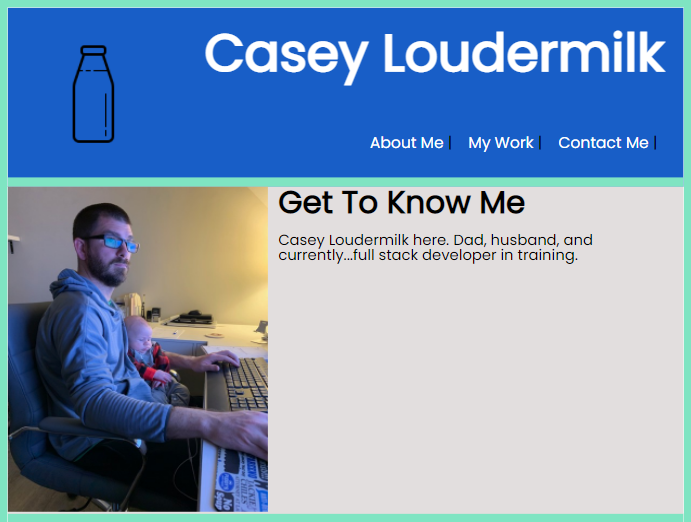 Casey Loudermilk
About Me | My Work | Contact Me |
Get To Know Me
Casey Loudermilk here. Dad, husband, and
currently...full stack developer in training.